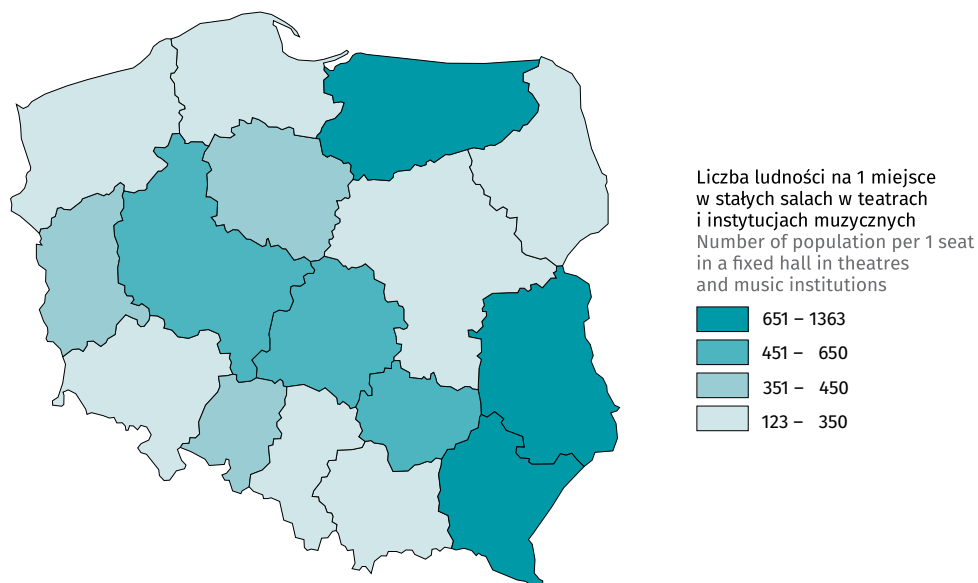 Liczba ludności na 1 miejsce
w stałych salach w teatrach
i instytucjach muzycznych
Number of population per 1 seat
in a fixed hall in theatres
and music institutions
651 – 1363
451 – 650
351 – 450
123 – 350